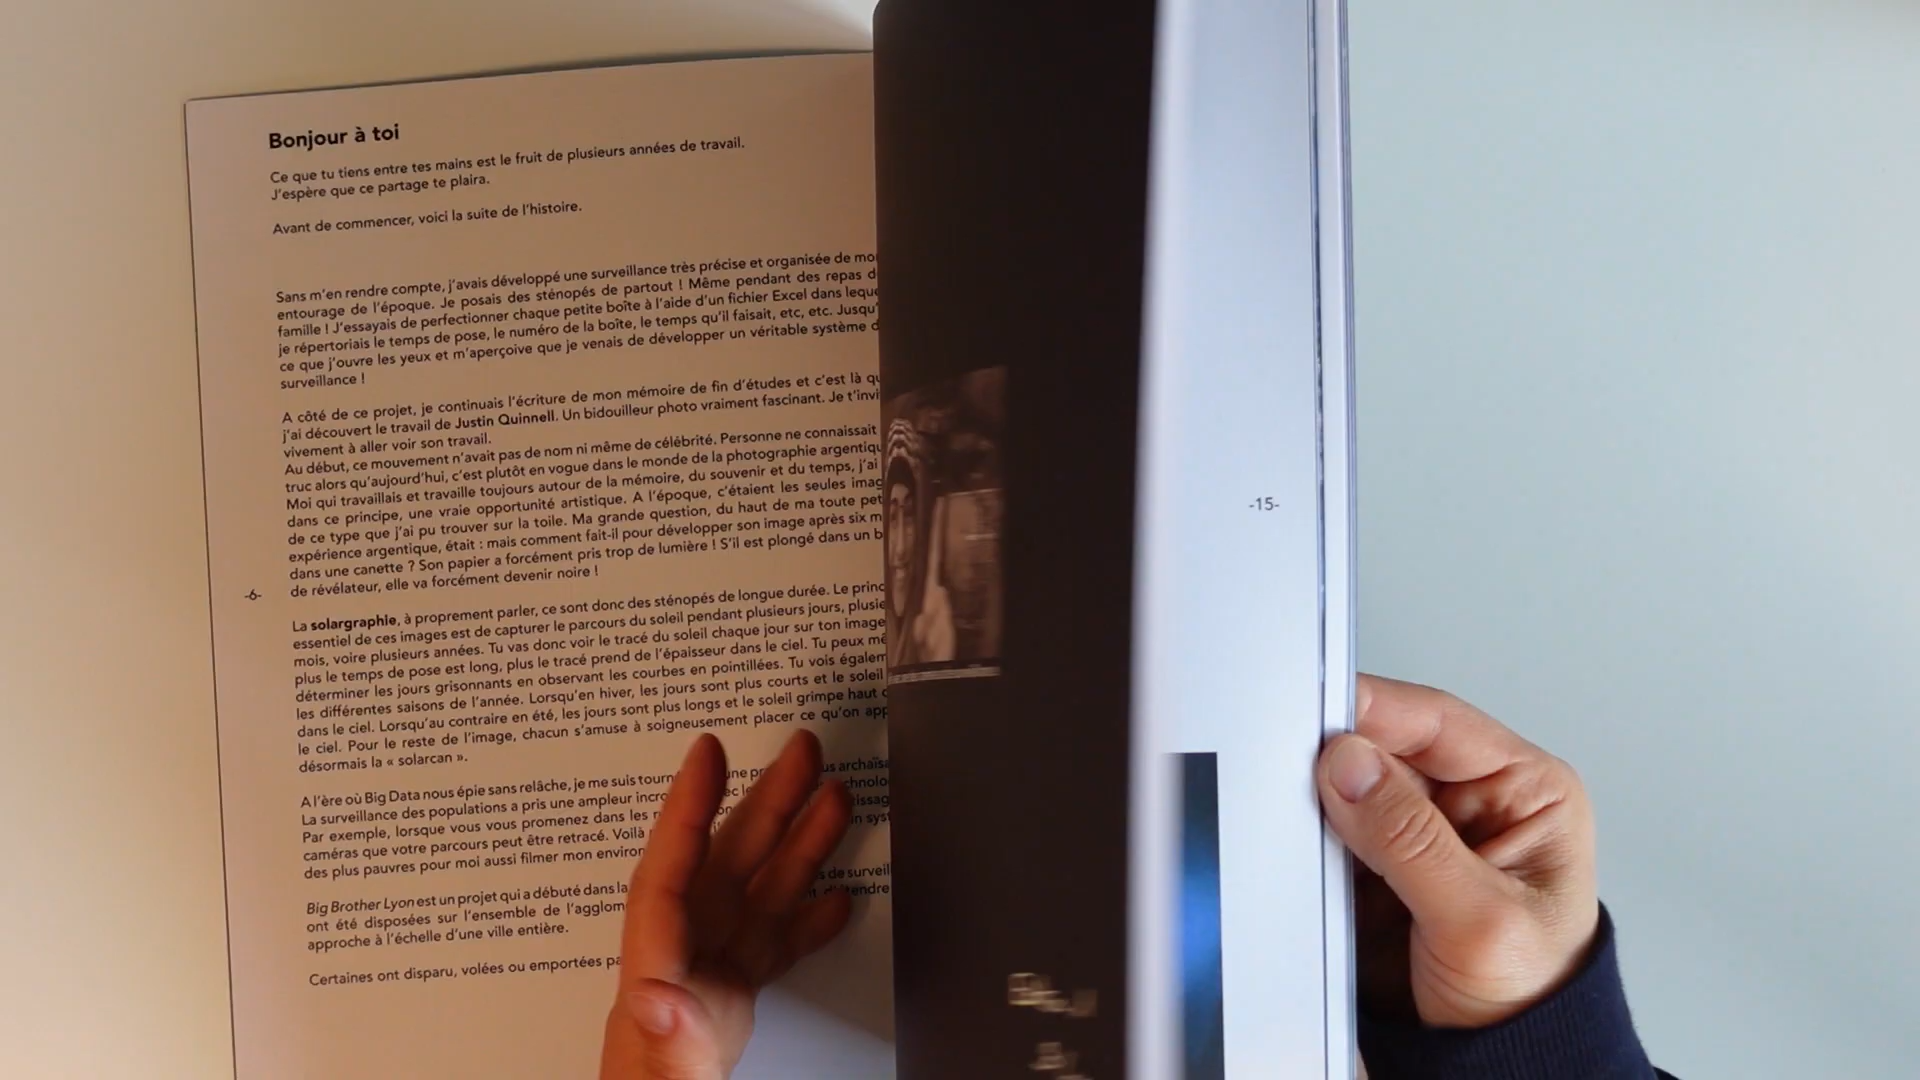 Bonjour à toi
Ce que tu tiens entre tes mains est le fruit de plusieurs années de travail.
J'espère que ce partage te plaira.
Avant de commencer, voici la suite de l'histoire.
Sans m'en rendre compte, j'avais développé une surveillance très précise et organisée de
entourage de l'époque. Je posais des sténopés de partout ! Même pendant des repas
famille ! J'essayais de perfectionner chaque petite boîte à l'aide d'un fichier Excel dans
je répertoriais le temps de pose, le numéro de la boîte, le temps qu'il faisait, etc, etc.
ce que j'ouvre les yeux et m'aperçoive que je venais de développer un véritable système
surveillance !
A côté de ce projet, je continuais l'écriture de mon mémoire de fin d'études et c'est là
j'ai découvert le travail de Justin Quinnell. Un bidouilleur photo vraiment fascinant. Je
vivement à aller voir son travail.
Au début, ce mouvement n'avait pas de nom ni même de célébrité. Personne ne connaissait
truc alors qu'aujourd'hui, c'est plutôt en vogue dans le monde de la photographie
Moi qui travaillais et travaille toujours autour de la mémoire, du souvenir et du temps, j'ai
dans ce principe, une vraie opportunité artistique. A l'époque, c'étaient les seules
de ce type que j'ai pu trouver sur la toile. Ma grande question, du haut de ma toute
expérience argentique, était : mais comment fait-il pour développer son image après six
dans une canette ? Son papier a forcément pris trop de lumière ! S'il est plongé dans un
de révélateur, elle va forcément devenir noire !
-6-
La solargraphie, à proprement parler, ce sont donc des sténopés de longue durée. Le
essentiel de ces images est de capturer le parcours du soleil pendant plusieurs jours,
mois, voire plusieurs années. Tu vas donc voir le tracé du soleil chaque jour sur ton image
plus le temps de pose est long, plus le tracé prend de l'épaisseur dans le ciel. Tu peux
déterminer les jours grisonnants en observant les courbes en pointillées. Tu vois
les différentes saisons de l'année. Lorsqu'en hiver, les jours sont plus courts et le soleil
dans le ciel. Lorsqu'au contraire en été, les jours sont plus longs et le soleil grimpe haut
le ciel. Pour le reste de l'image, chacun s'amuse à soigneusement placer ce qu'on
désormais la « solarcan ».
A l'ère où Big Data nous épie sans relâche, je me suis
La surveillance des populations a pris une ampleur
Par exemple, lorsque vous vous promenez dans les
caméras que votre parcours peut être retracé. Voilà
des plus pauvres pour moi aussi filmer mon
Big Brother Lyon est un projet qui a débuté dans la
ont été disposées sur l'ensemble de
approche à l'échelle d'une ville entière.
Certaines ont disparu, volées ou emportées
-15-